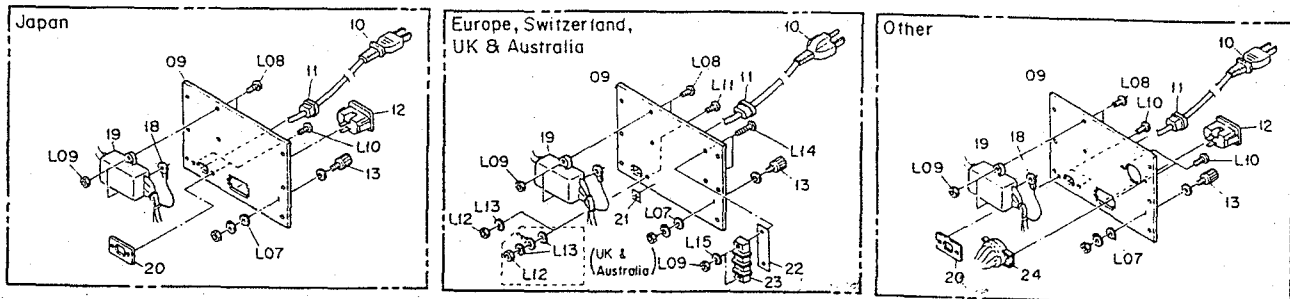 Japan
10
09
L08
11
12
19
18
L10
L09
13
L07
20
Europe, Switzerland,
UK & Australia
10
09
L08
L11
11
19
18
L14
L09
13
21
L07
L13
L12
L13
L12
(UK &
Australia)
L15
L09
22
23
Other
10
09
L08
11
L10
12
19
18
L10
L09
13
L07
20
24